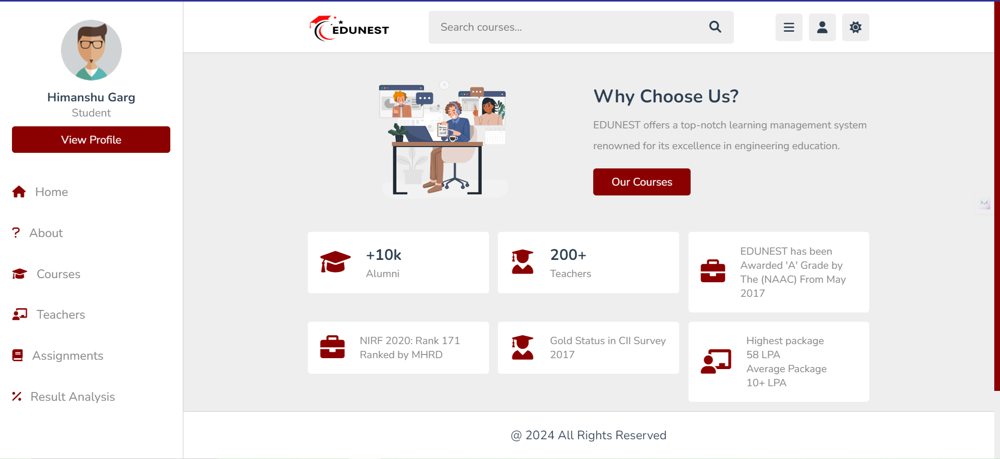 Himanshu Garg
Student
View Profile
Home
About
Courses
Teachers
Assignments
Result Analysis
EDUNEST
Search courses...
Why Choose Us?
EDUNEST offers a top-notch learning management system
renowned for its excellence in engineering education.
Our Courses
+10k
Alumni
200+
Teachers
EDUNEST has been
Awarded 'A' Grade by
The (NAAC) From May
2017
NIRF 2020: Rank 171
Ranked by MHRD
Gold Status in CII Survey
2017
Highest package
58 LPA
Average Package
10+ LPA
@ 2024 All Rights Reserved